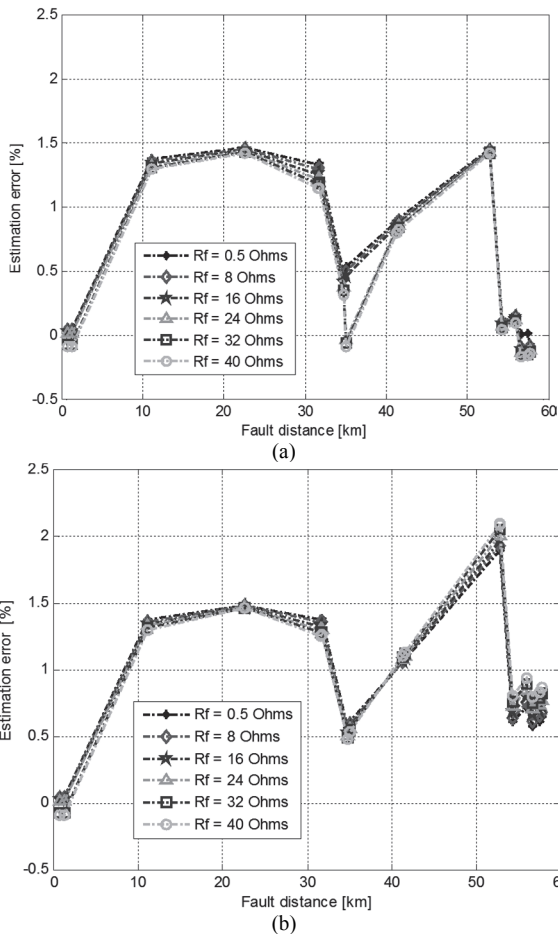 2.5
2
1.5
1
0.5
0
-0.5
Estimation error [%]
Rf = 0.5 Ohms
Rf = 8 Ohms
Rf = 16 Ohms
Rf = 24 Ohms
Rf = 32 Ohms
Rf = 40 Ohms
0 10 20 30 40 50 60
Fault distance [km]
(a)
2.5
2
1.5
1
0.5
0
-0.5
Estimation error [%]
Rf = 0.5 Ohms
Rf = 8 Ohms
Rf = 16 Ohms
Rf = 24 Ohms
Rf = 32 Ohms
Rf = 40 Ohms
0 10 20 30 40 50
Fault distance [km]
(b)